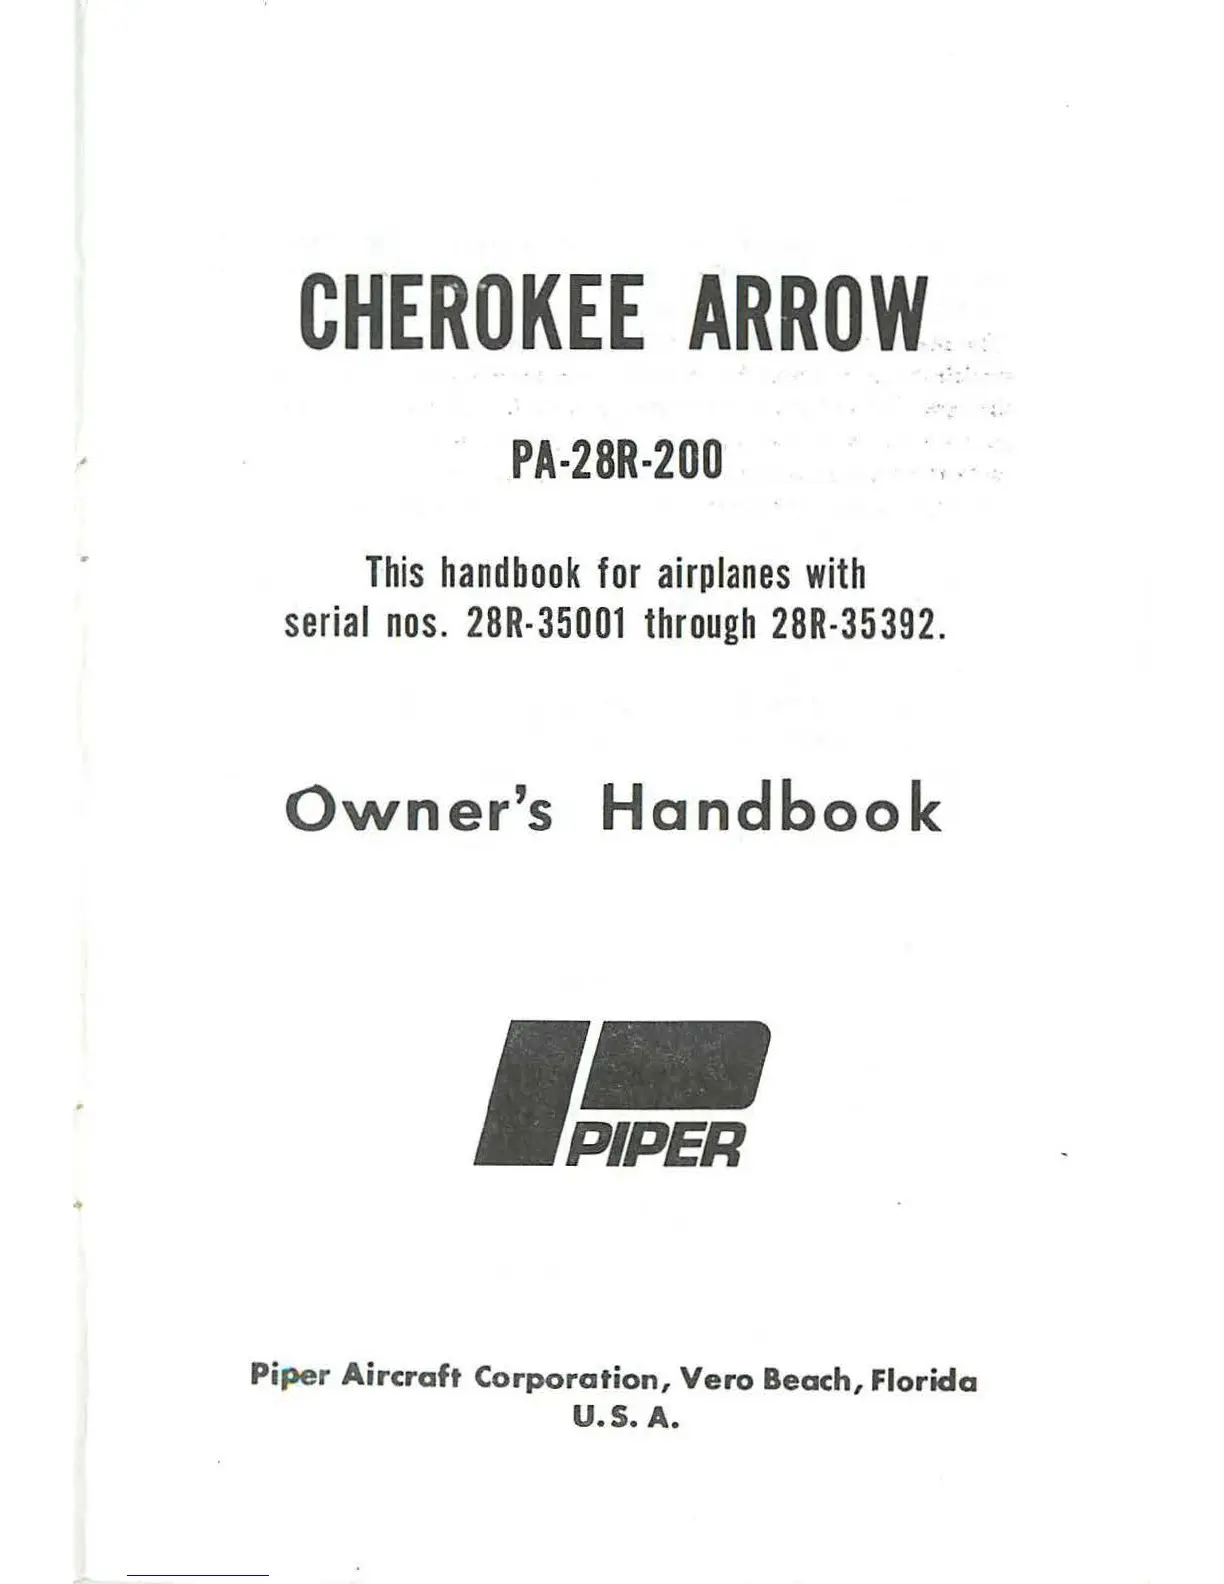 CHEROKEE ARROW
PA-28R-200
This handbook for airplanes with
serial nos. 28R-35001 through 28R-35392.
Owner's Handbook
PIPER
Piper Aircraft Corporation, Vero Beach, Florida
U.S.A.